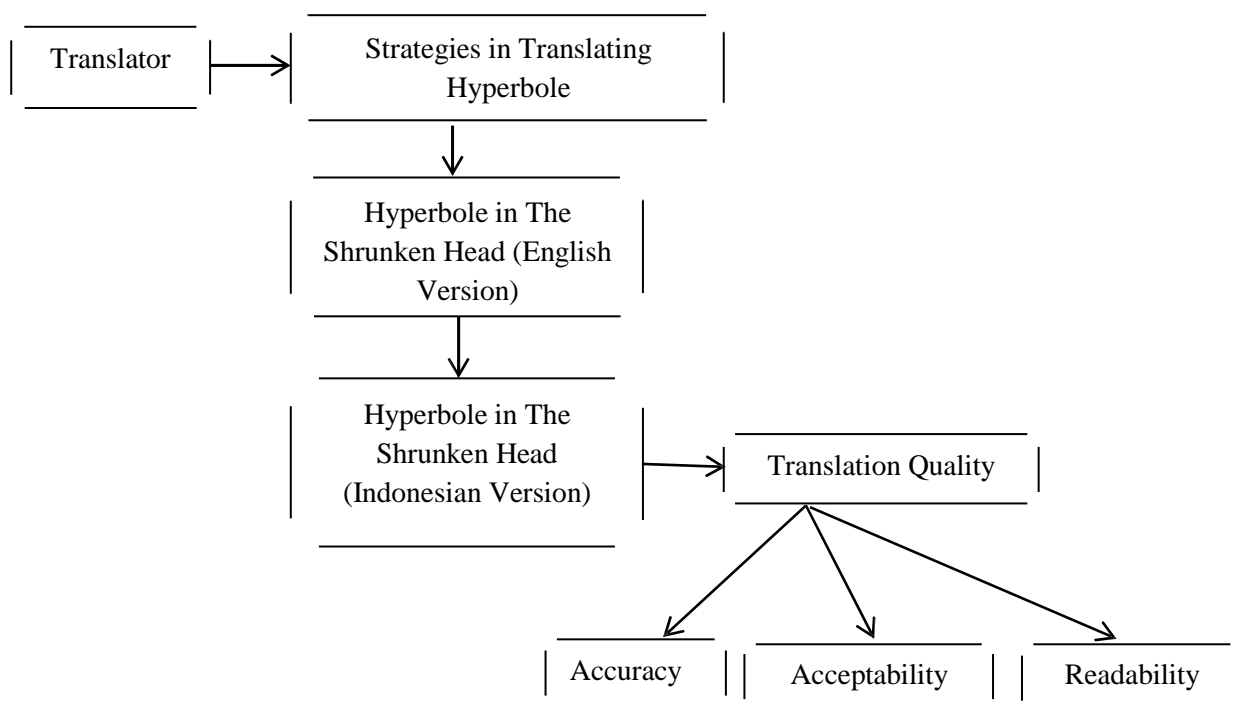 Translator
Strategies in Translating
Hyperbole
Hyperbole in The
Shrunken Head (English
Version)
Hyperbole in The
Shrunken Head
(Indonesian Version)
Translation Quality
Accuracy
Acceptability
Readability